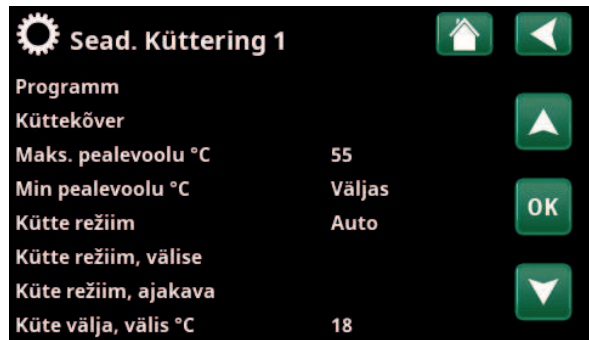 Sead. Küttering 1
Programm
Küttekõver
Maks. pealevoolu °C 55
Min pealevoolu °C Väljas
Kütte režiim Auto
Kütte režiim, välise
Küte režiim, ajakava
Küte välja, välis °C 18
OK